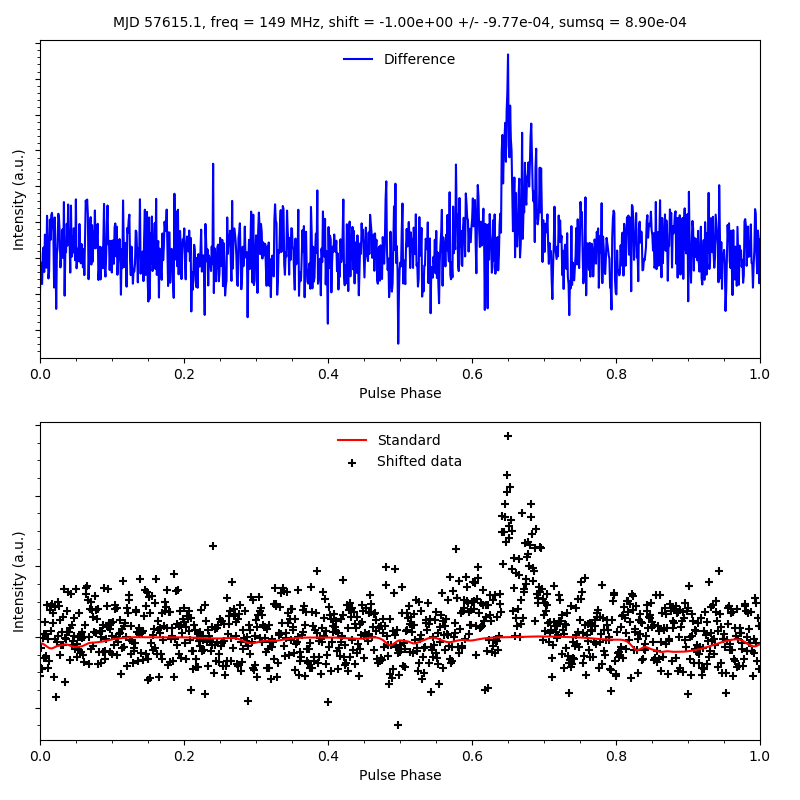 MJD 57615.1, freq = 149 MHz, shift = -1.00e+00 +/- -9.77e-04, sumsq = 8.90e-04
Difference
Intensity (a.u.)
0.0 0.2 0.4 0.6 0.8 1.0
Pulse Phase
Standard
Shifted data
Intensity (a.u.)
0.0 0.2 0.4 0.6 0.8 1.0
Pulse Phase